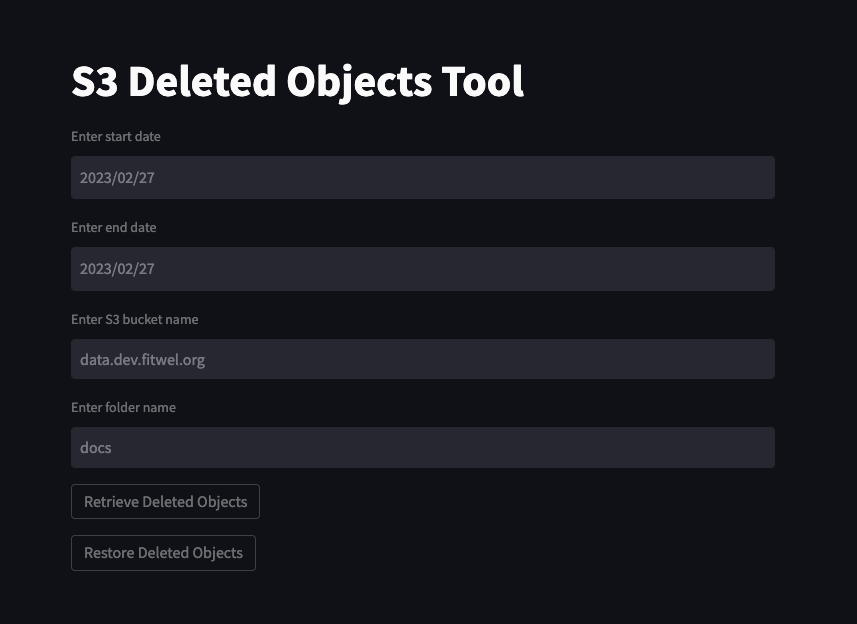 S3 Deleted Objects Tool
Enter start date
2023/02/27
Enter end date
2023/02/27
Enter S3 bucket name
data.dev.fitwel.org
Enter folder name
docs
Retrieve Deleted Objects
Restore Deleted Objects